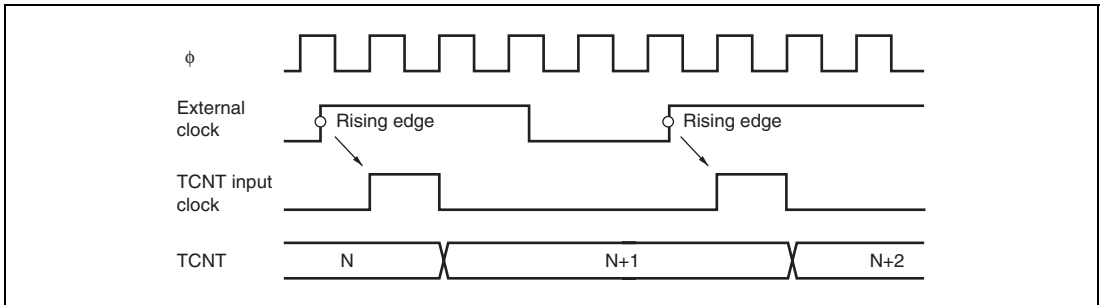 ϕ
External
clock
Rising edge
Rising edge
TCNT input
clock
TCNT
N
N+1
N+2